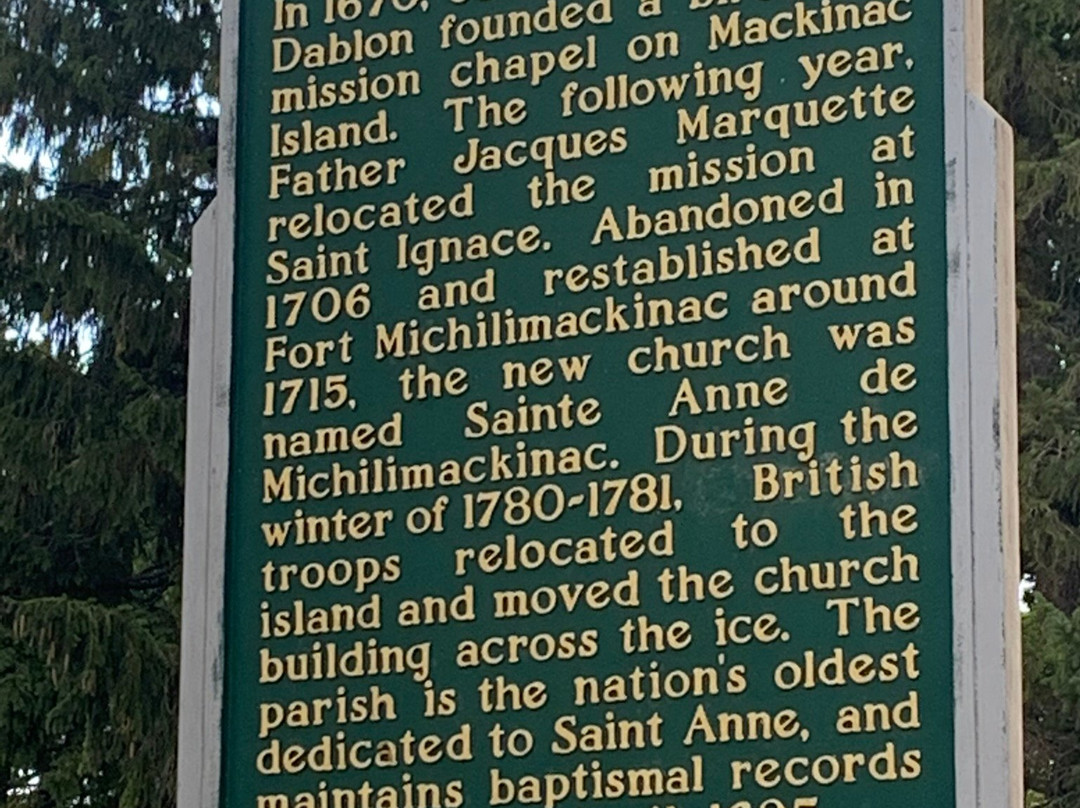 In 1670,
Dablon founded a
mission chapel on Mackinac
Island. The following year,
Father Jacques Marquette
relocated the mission at
Saint Ignace. Abandoned in
1706 and restablished at
Fort Michilimackinac around
1715, the new church was
named Sainte Anne de
Michilimackinac. During the
winter of 1780-1781, British
troops relocated to the
island and moved the church
building across the ice. The
parish is the nation's oldest
dedicated to Saint Anne, and
maintains baptismal records